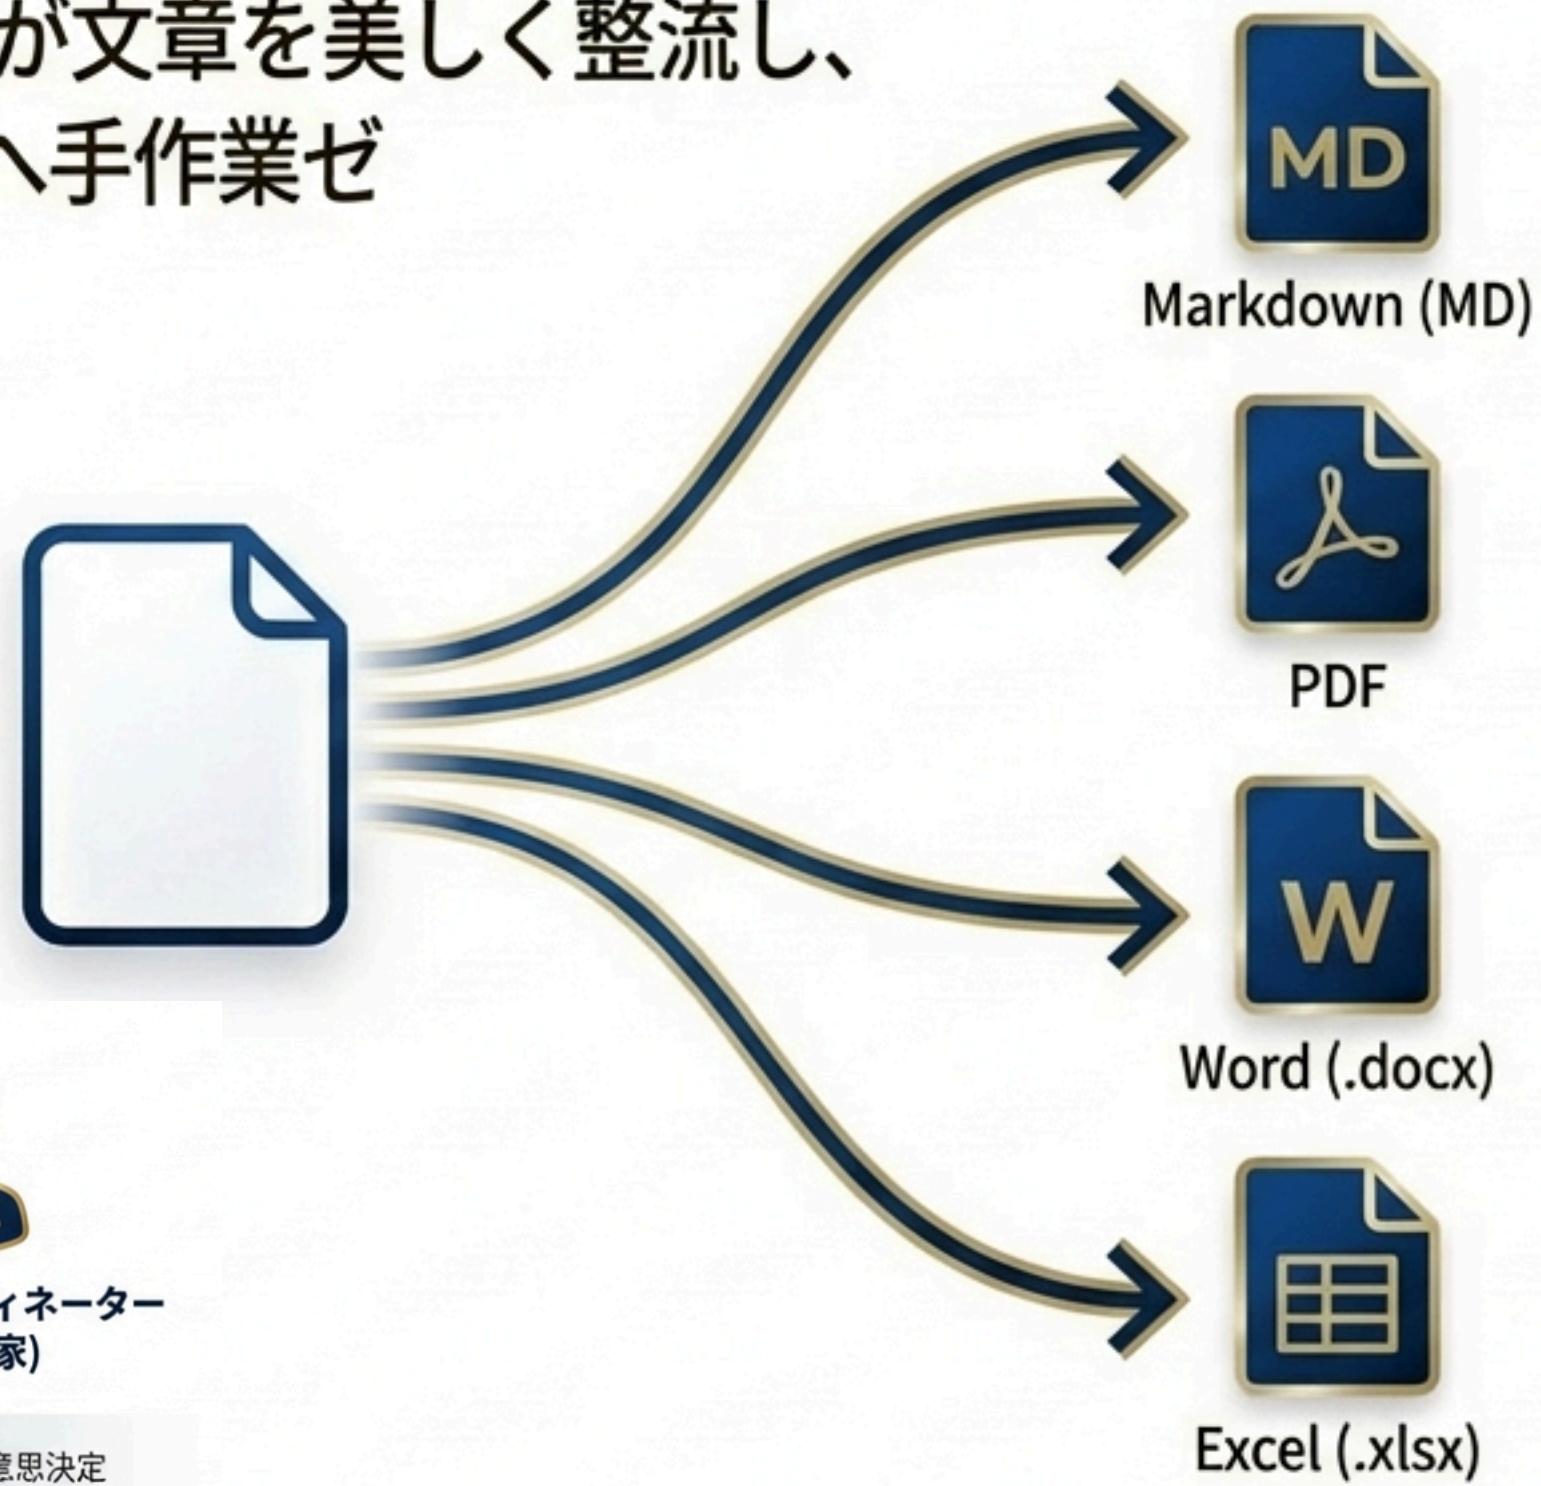 が文章を美しく整流し、
へ手作業ゼ
MD
Markdown (MD)
PDF
W
Word (.docx)
Excel (.xlsx)
ィネーター
家)
意思決定